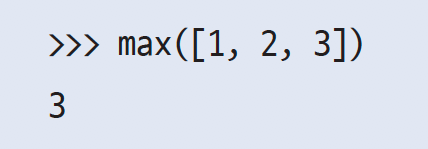 >>> max([1, 2, 3])
3